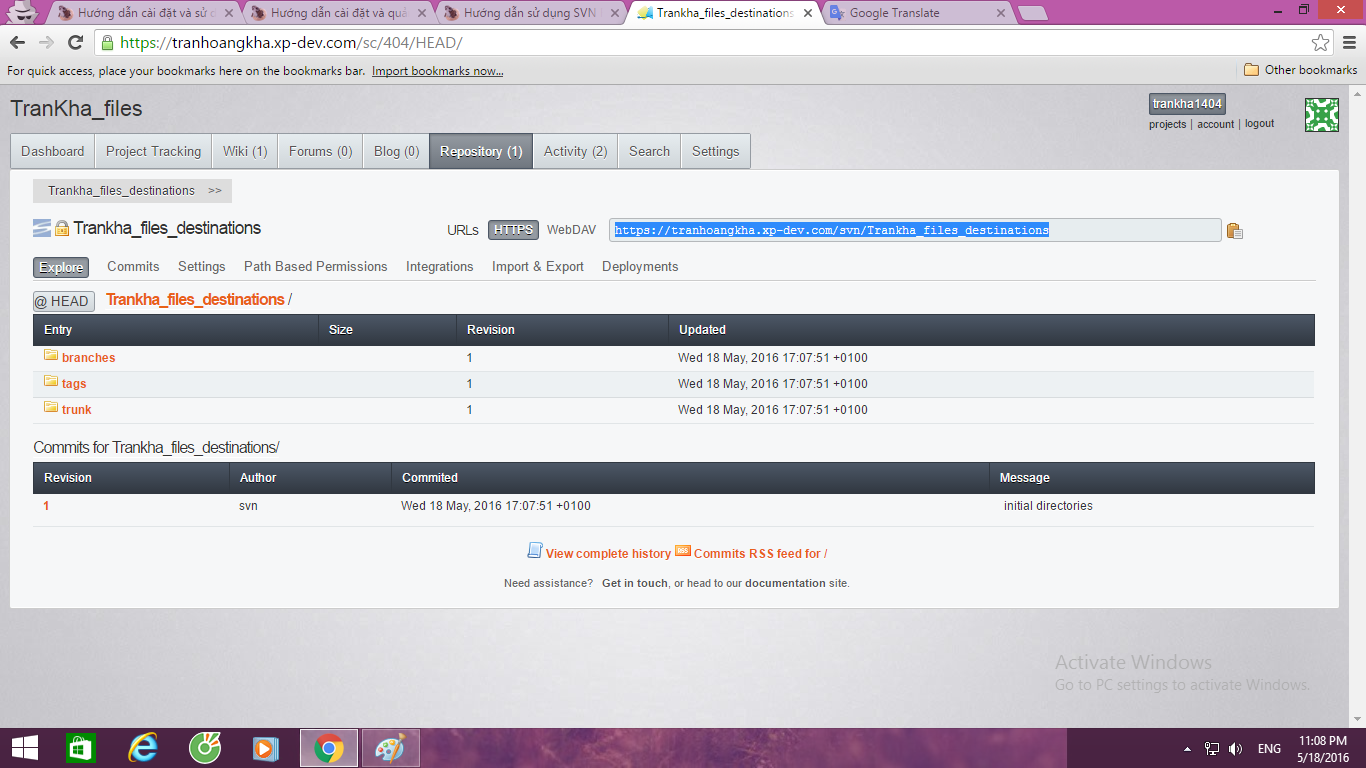 Hướng dẫn cài đặt và sử d
Hướng dẫn cài đặt và quả
Hướng dẫn sử dụng SVN
Trankha_files_destinations
Google Translate
https://tranhoangkha.xp-dev.com/sc/404/HEAD/
For quick access, place your bookmarks here on the bookmarks bar. Import bookmarks now...
Other bookmarks
TranKha_files
trankha1404
projects | account | logout
Dashboard
Project Tracking
Wiki (1)
Forums (0)
Blog (0)
Repository (1)
Activity (2)
Search
Settings
Trankha_files_destinations >>
Trankha_files_destinations
URLs HTTPS WebDAV https://tranhoangkha.xp-dev.com/svn/Trankha_files_destinations
Explore Commits Settings Path Based Permissions Integrations Import & Export Deployments
@ HEAD Trankha_files_destinations /
Entry Size Revision Updated
branches 1 Wed 18 May, 2016 17:07:51 +0100
tags 1 Wed 18 May, 2016 17:07:51 +0100
trunk 1 Wed 18 May, 2016 17:07:51 +0100
Commits for Trankha_files_destinations/
Revision Author Commited Message
1 svn Wed 18 May, 2016 17:07:51 +0100 initial directories
View complete history RSS Commits RSS feed for /
Need assistance? Get in touch, or head to our documentation site.
Activate Windows
Go to PC settings to activate Windows.
ENG
11:08 PM
5/18/2016